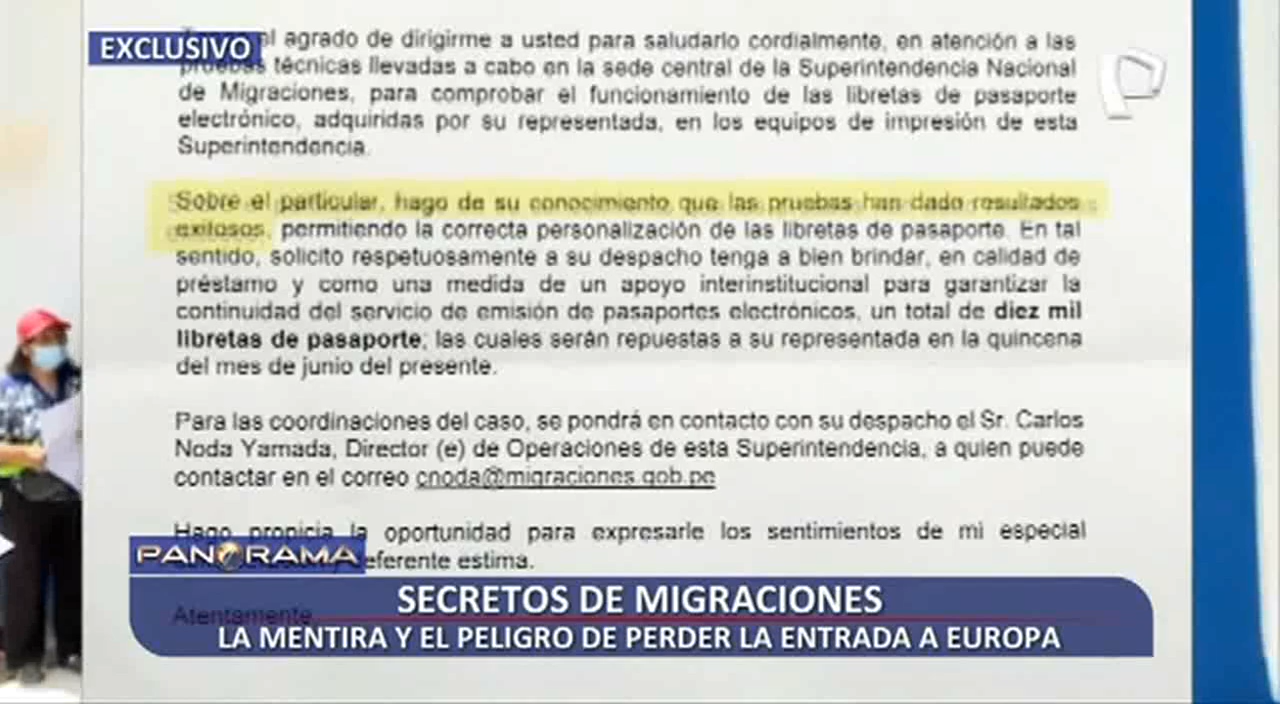 EXCLUSIVO
el agrado de dirigirme a usted para saludarlo cordialmente, en atención a las
pruebas técnicas llevadas a cabo en la sede central de la Superintendencia Nacional
de Migraciones, para comprobar el funcionamiento de las libretas de pasaporte
electrónico, adquiridas por su representada, en los equipos de impresión de esta
Superintendencia.
Sobre el particular, hago de su conocimiento que las pruebas han dado resultados
exitosos, permitiendo la correcta personalización de las libretas de pasaporte. En tal
sentido, solicito respetuosamente a su despacho tenga a bien brindar, en calidad de
préstamo y como una medida de un apoyo interinstitucional para garantizar la
continuidad del servicio de emisión de pasaportes electrónicos, un total de diez mil
libretas de pasaporte; las cuales serán repuestas a su representada en la quincena
del mes de junio del presente.
Para las coordinaciones del caso, se pondrá en contacto con su despacho el Sr. Carlos
Noda Yamada, Director (e) de Operaciones de esta Superintendencia, a quien puede
contactar en el correo cnoda@migraciones.gob.pe
Hago propicia la oportunidad para expresarle los sentimientos de mi especial
eferente estima.
Atentamente
PANORAMA
SECRETOS DE MIGRACIONES
LA MENTIRA Y EL PELIGRO DE PERDER LA ENTRADA A EUROPA